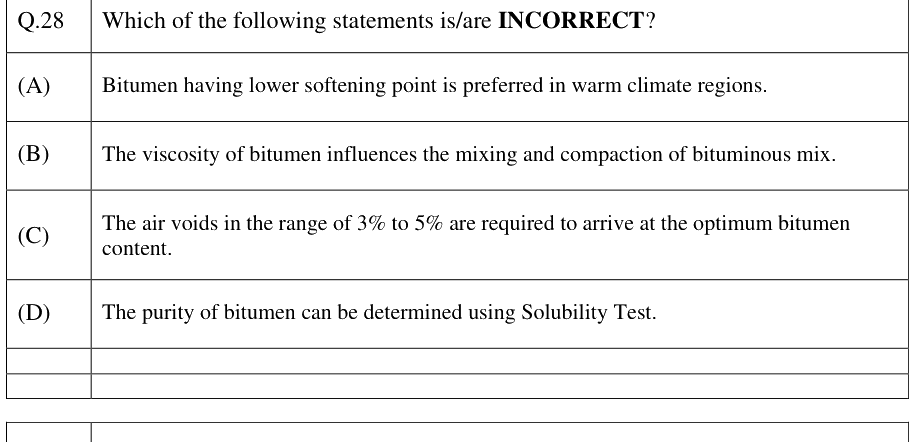 Q.28 Which of the following statements is/are INCORRECT?
(A) Bitumen having lower softening point is preferred in warm climate regions.
(B) The viscosity of bitumen influences the mixing and compaction of bituminous mix.
(C) The air voids in the range of 3% to 5% are required to arrive at the optimum bitumen
content.
(D) The purity of bitumen can be determined using Solubility Test.